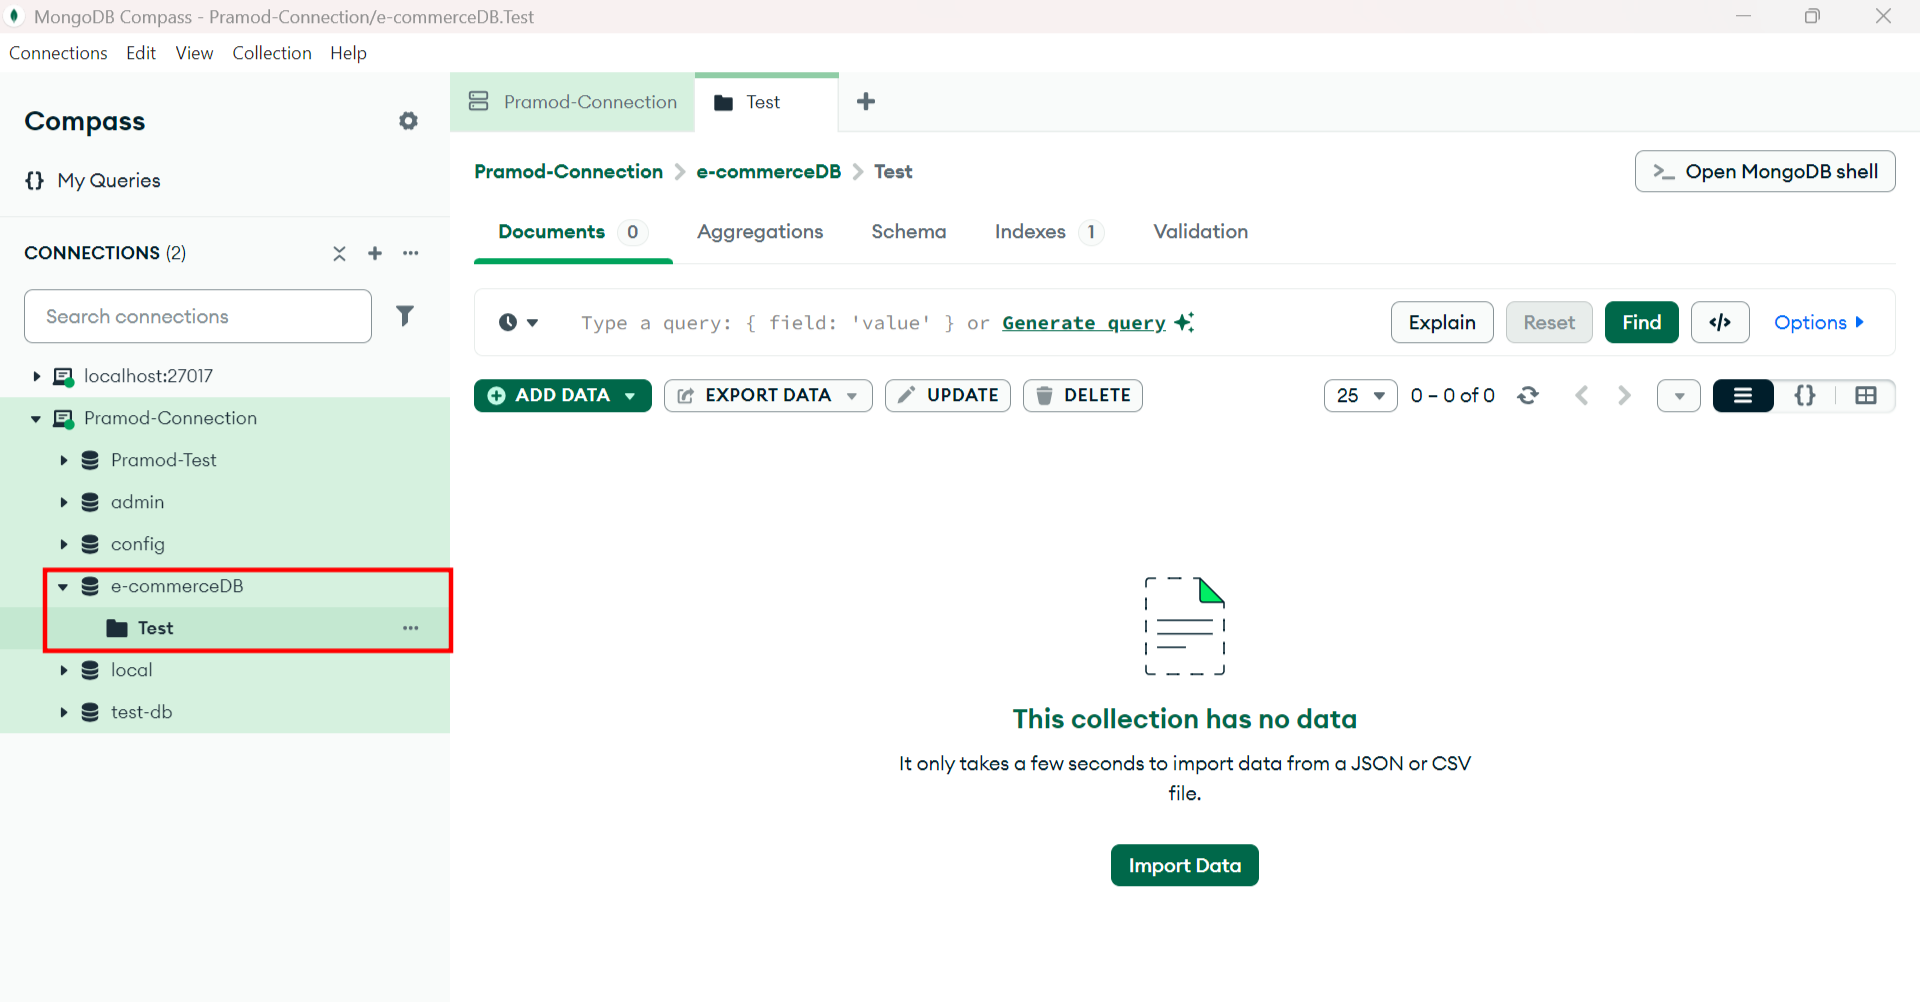 MongoDB Compass - Pramod-Connection/e-commerceDB.Test
Connections Edit View Collection Help
Compass
{} My Queries
CONNECTIONS (2)
Search connections
localhost:27017
Pramod-Connection
Pramod-Test
admin
config
e-commerceDB
Test
local
test-db
Pramod-Connection
Test
Pramod-Connection > e-commerceDB > Test
>_ Open MongoDB shell
Documents 0 Aggregations Schema Indexes 1 Validation
Type a query: { field: 'value' } or Generate query
Explain Reset Find </> Options
ADD DATA EXPORT DATA UPDATE DELETE
25 0 – 0 of 0 {}
This collection has no data
It only takes a few seconds to import data from a JSON or CSV
file.
Import Data